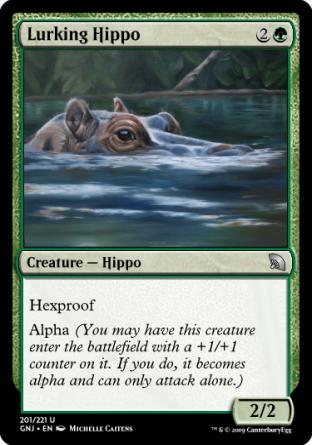 Lurking Hippo 2
Creature — Hippo
Hexproof
Alpha (You may have this creature
enter the battlefield with a +1/+1
counter on it. If you do, it becomes
alpha and can only attack alone.)
2/2
201/221 U
GNJ • EN Michelle Caitens
™ & © 2019 CanterburyEgg